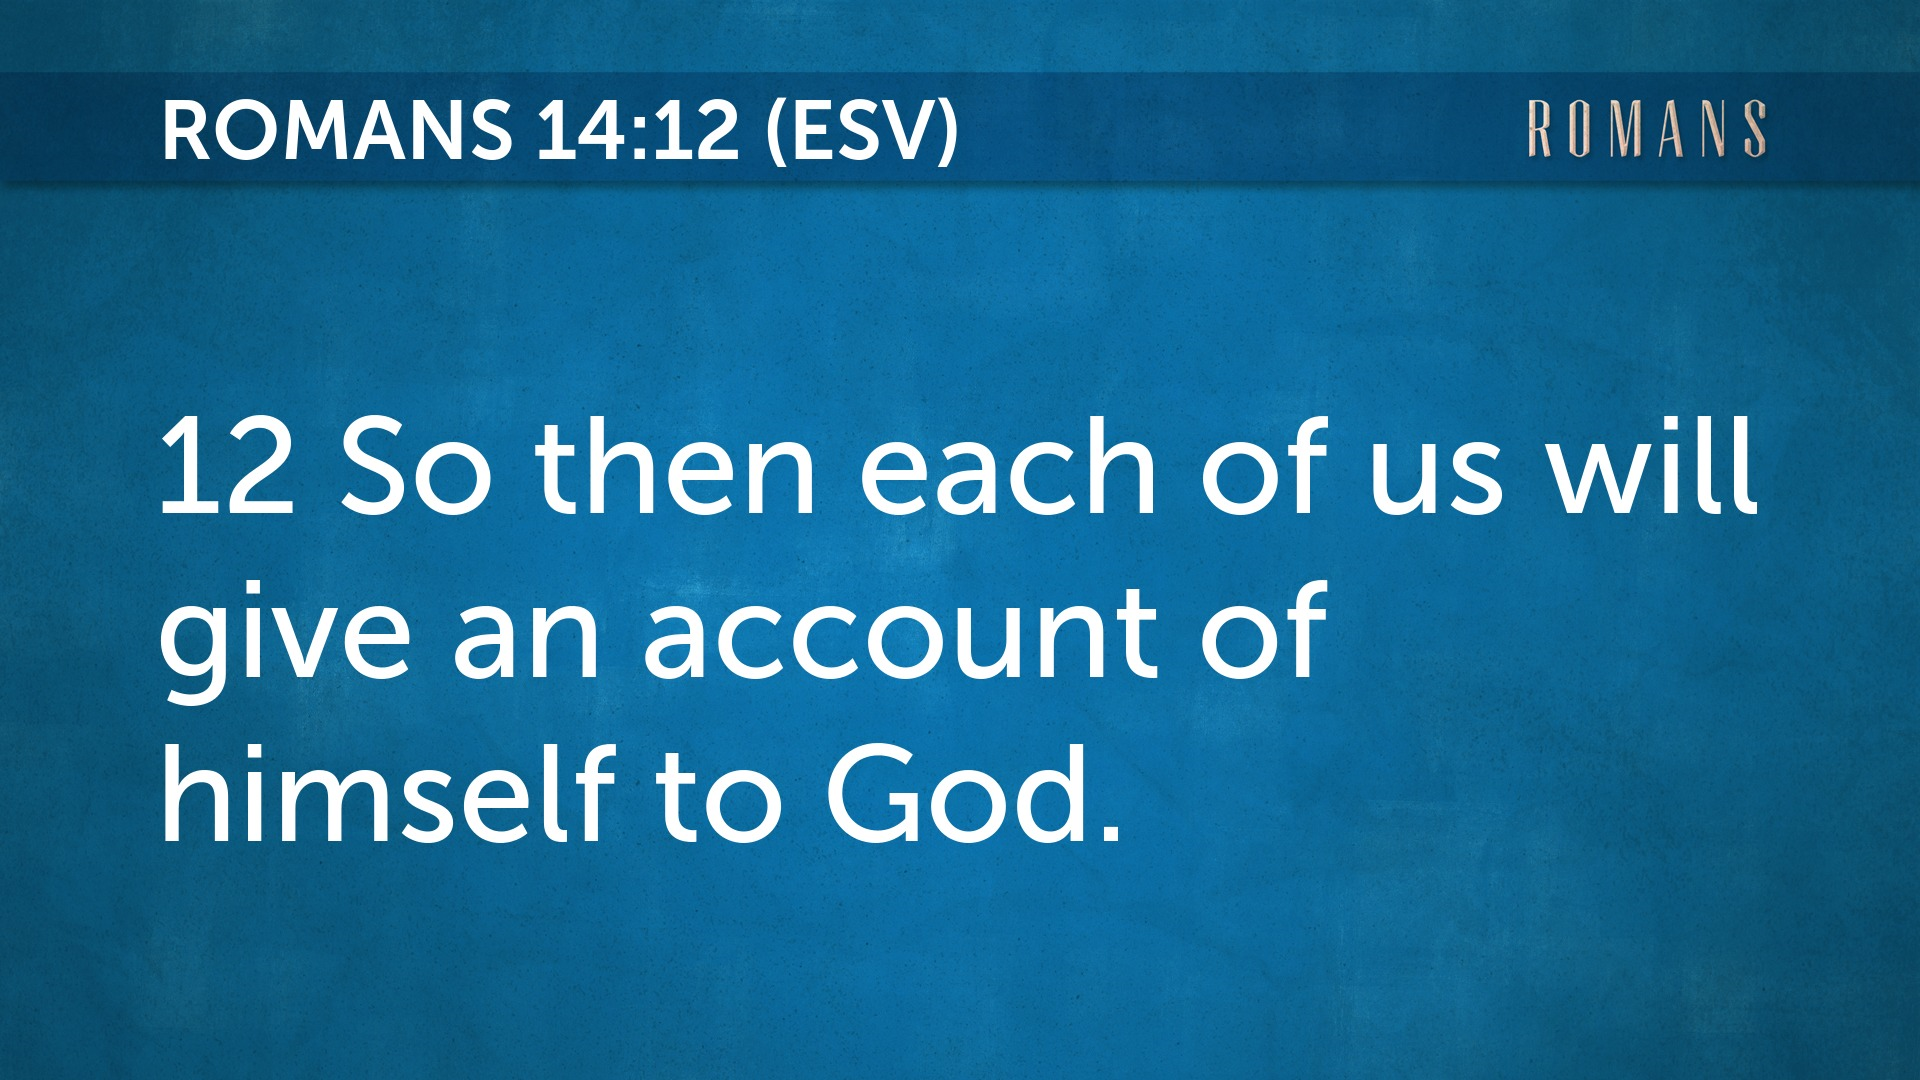 ROMANS 14:12 (ESV)
ROMANS
12 So then each of us will
give an account of
himself to God.